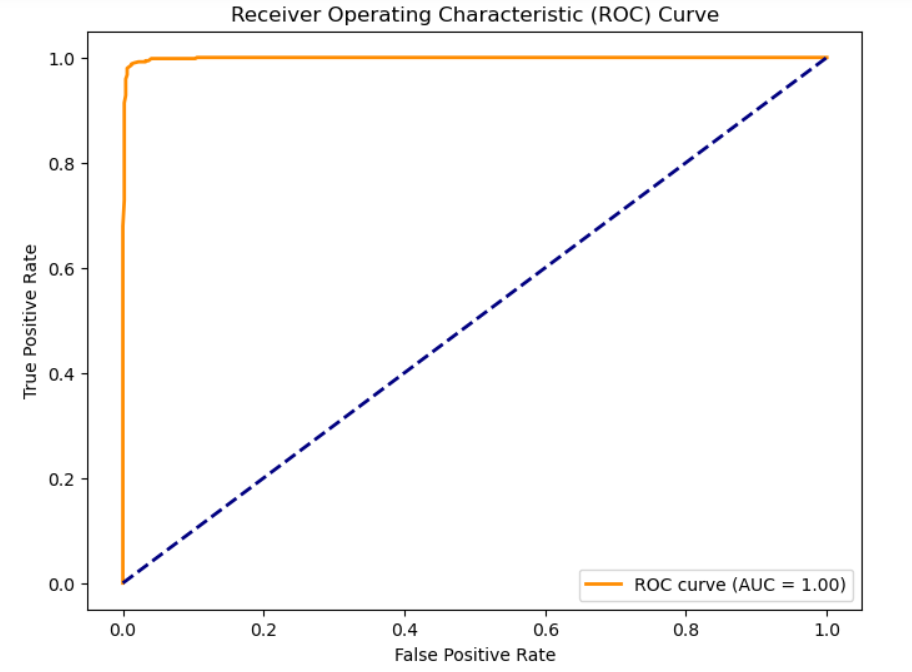 Receiver Operating Characteristic (ROC) Curve
1.0
0.8
0.6
0.4
0.2
0.0
True Positive Rate
ROC curve (AUC = 1.00)
0.0 0.2 0.4 0.6 0.8 1.0
False Positive Rate